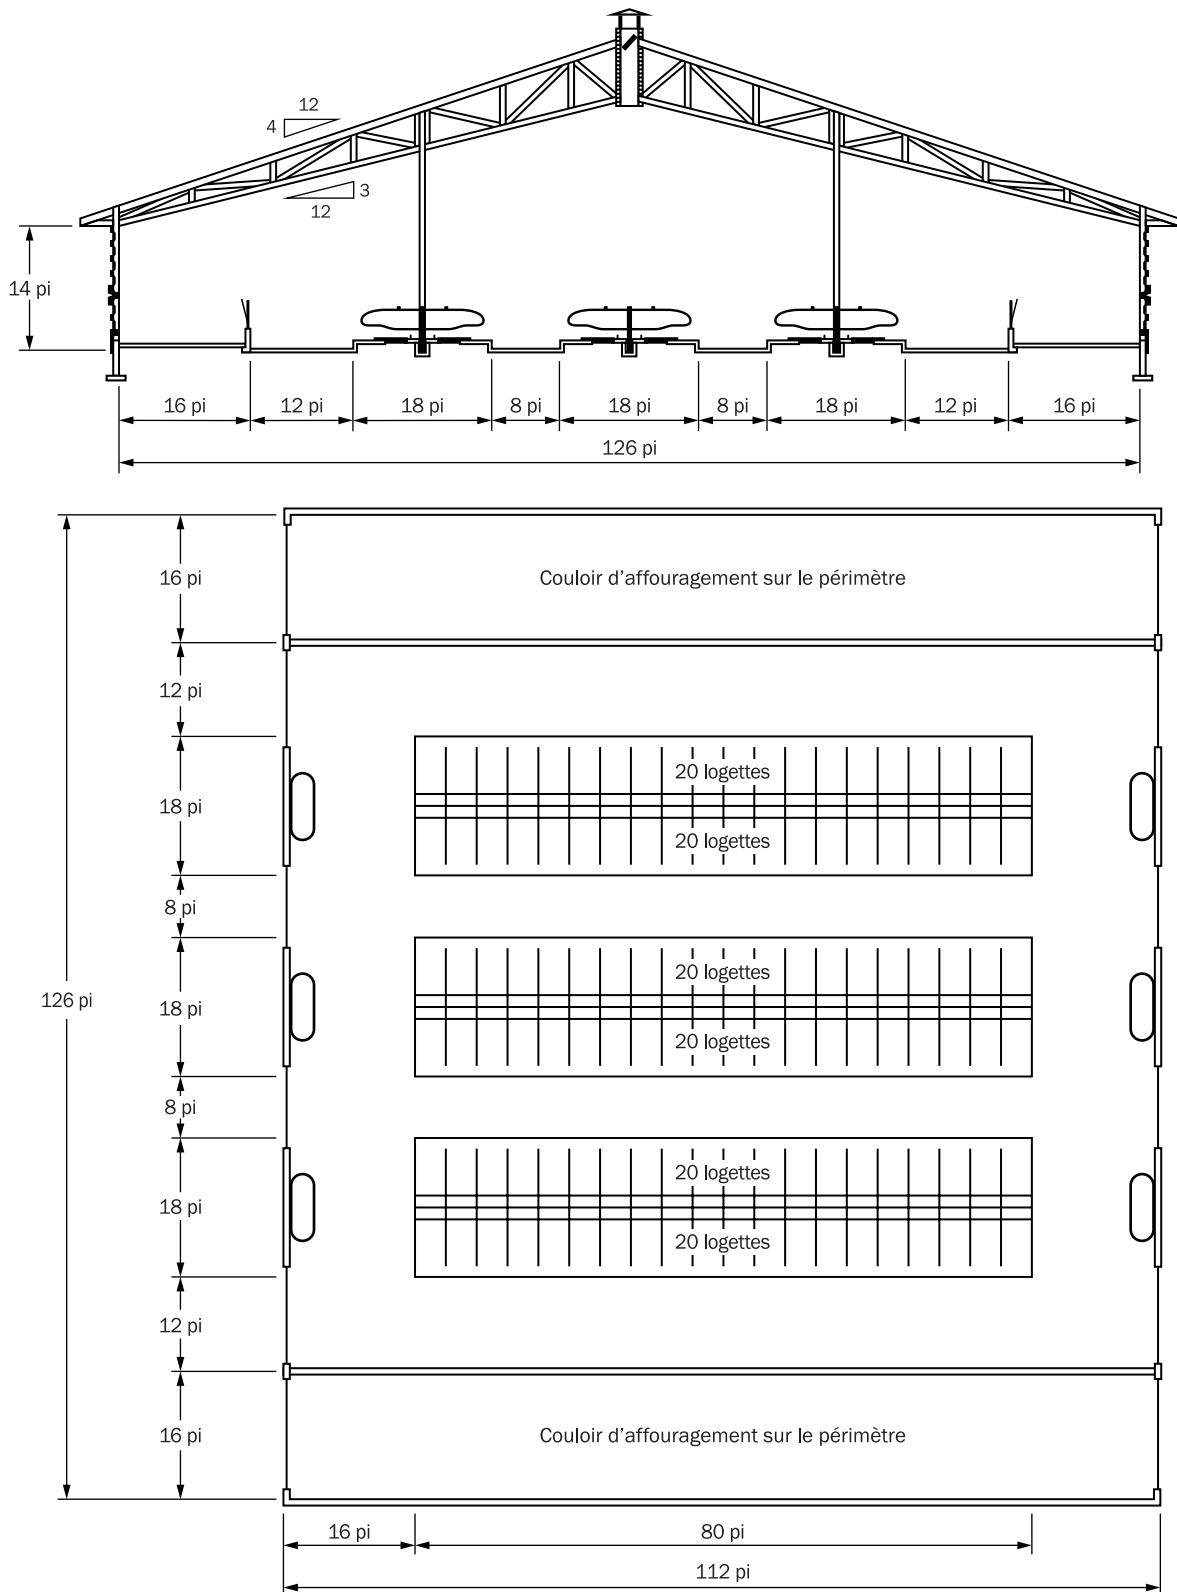 12
4
3
12
14 pi
16 pi
12 pi
18 pi
8 pi
18 pi
8 pi
18 pi
12 pi
16 pi
126 pi
16 pi
Couloir d'affouragement sur le périmètre
12 pi
18 pi
20 logettes
20 logettes
8 pi
126 pi
18 pi
20 logettes
20 logettes
8 pi
18 pi
20 logettes
20 logettes
12 pi
16 pi
Couloir d'affouragement sur le périmètre
16 pi
80 pi
112 pi